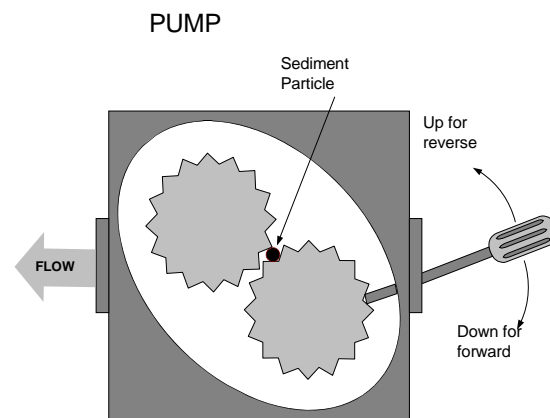 PUMP
Sediment
Particle
Up for
reverse
FLOW
Down for
forward